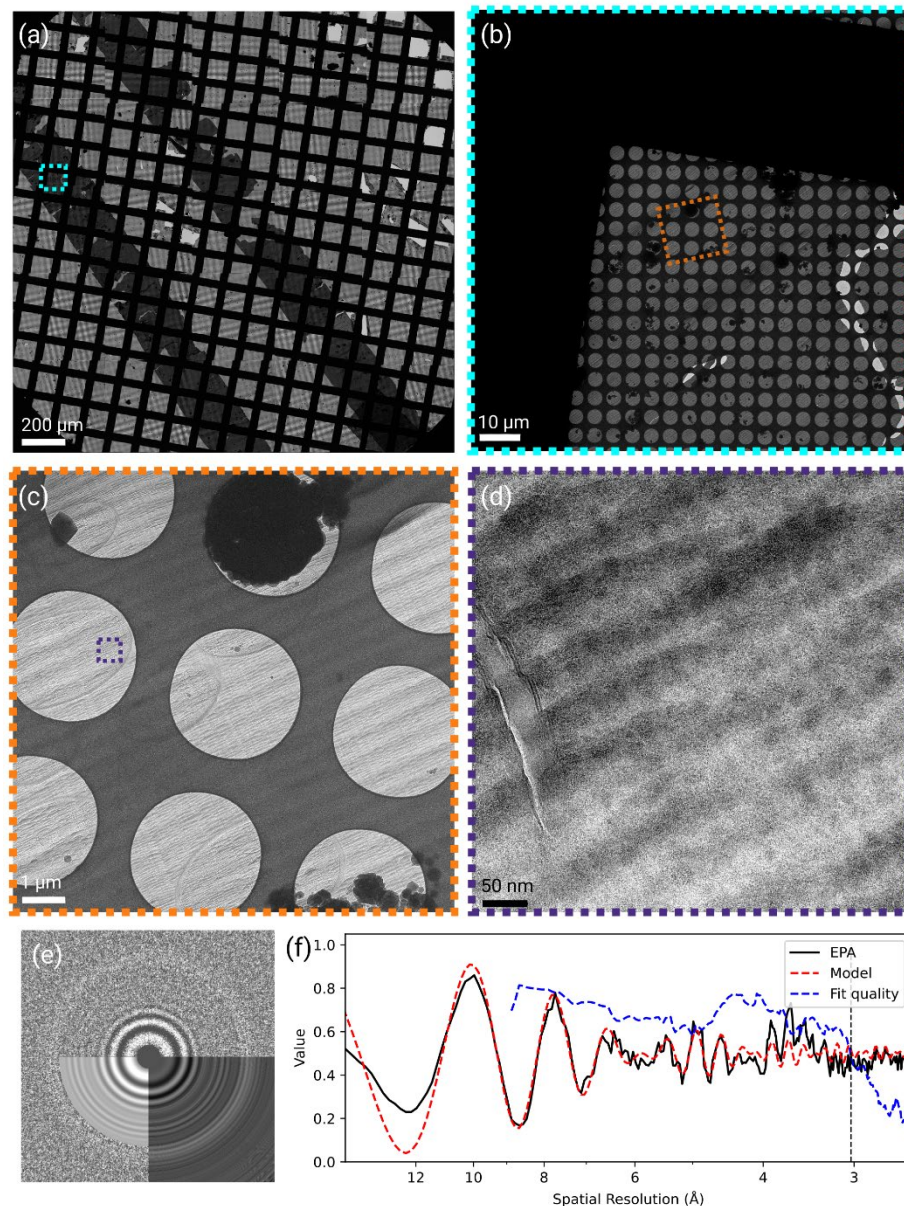 (a)
200 µm
(b)
10 µm
(c)
1 µm
(d)
50 nm
(e)
(f)
EPA
Model
Fit quality
Value
1.0
0.8
0.6
0.4
0.2
0.0
12
10
8
6
4
3
Spatial Resolution (Å)